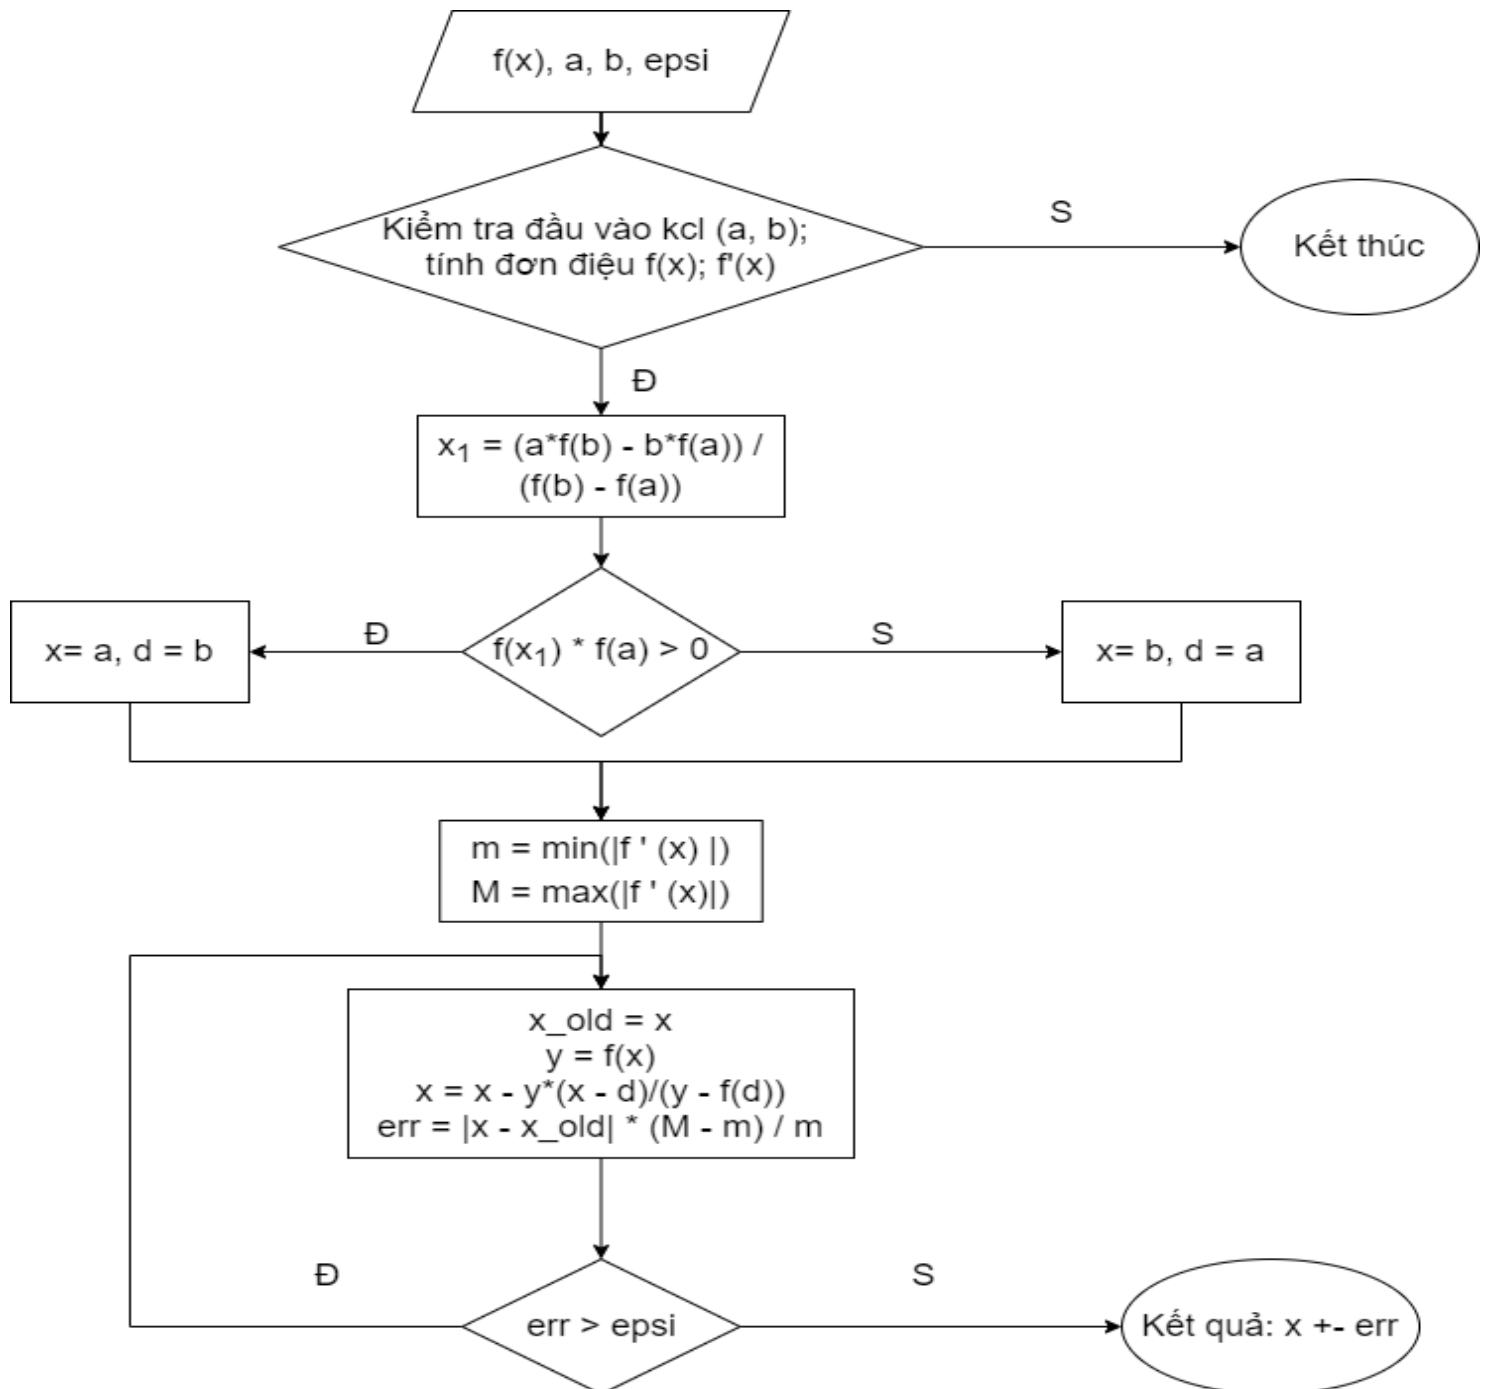 f(x), a, b, epsi
Kiểm tra đầu vào kcl (a, b);
tính đơn điệu f(x); f'(x)
S
Kết thúc
Đ
x₁ = (a*f(b) - b*f(a)) /
(f(b) - f(a))
x= a, d = b
Đ
f(x₁) * f(a) > 0
S
x= b, d = a
m = min(|f ' (x) |)
M = max(|f ' (x)|)
x_old = x
y = f(x)
x = x - y*(x - d)/(y - f(d))
err = |x - x_old| * (M - m) / m
Đ
S
err > epsi
Kết quả: x +- err